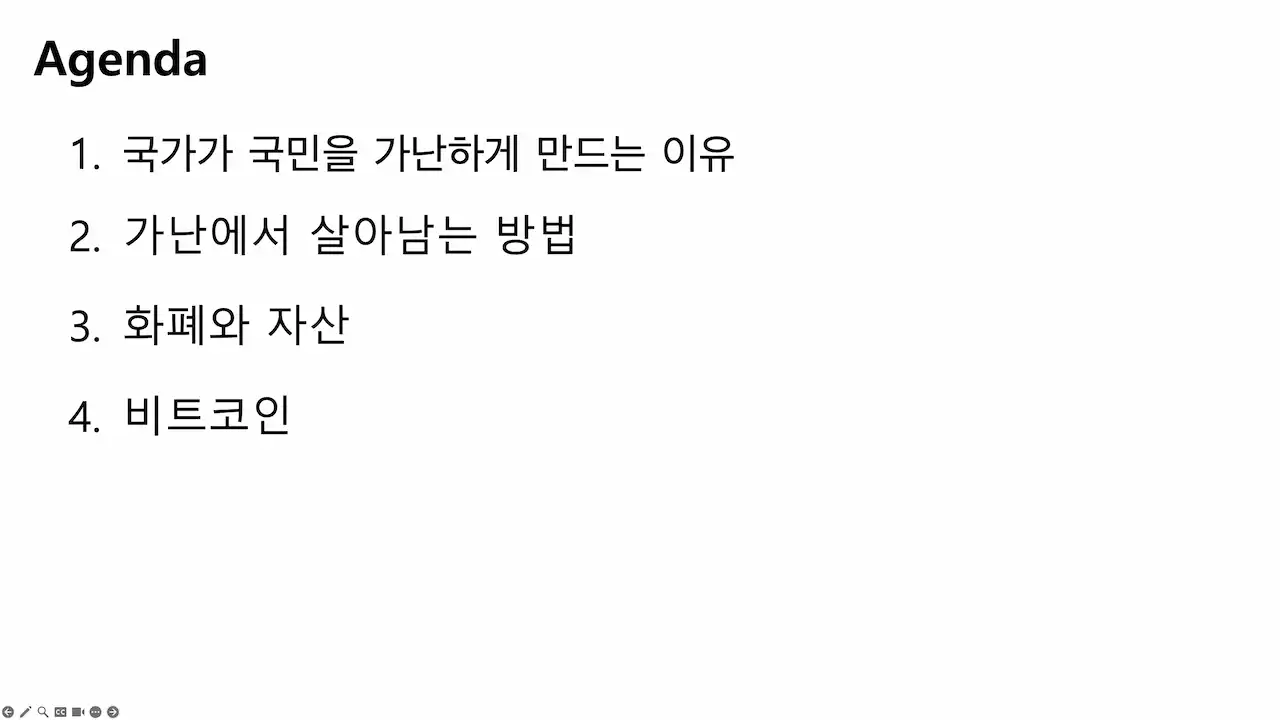 Agenda
1. 국가가 국민을 가난하게 만드는 이유
2. 가난에서 살아남는 방법
3. 화폐와 자산
4. 비트코인